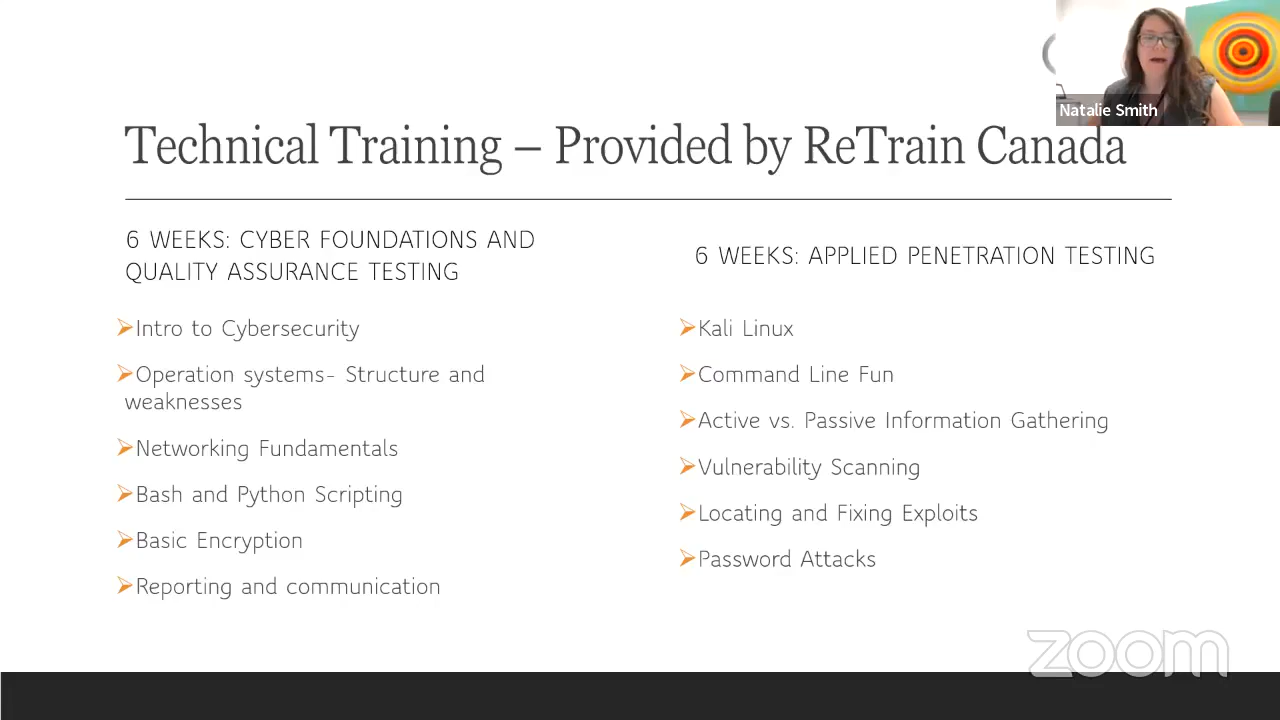 Natalie Smith
Technical Training – Provided by ReTrain Canada
6 WEEKS: CYBER FOUNDATIONS AND
QUALITY ASSURANCE TESTING
➢Intro to Cybersecurity
➢Operation systems- Structure and
weaknesses
➢Networking Fundamentals
➢Bash and Python Scripting
➢Basic Encryption
➢Reporting and communication
6 WEEKS: APPLIED PENETRATION TESTING
➢Kali Linux
➢Command Line Fun
➢Active vs. Passive Information Gathering
➢Vulnerability Scanning
➢Locating and Fixing Exploits
➢Password Attacks
zoom